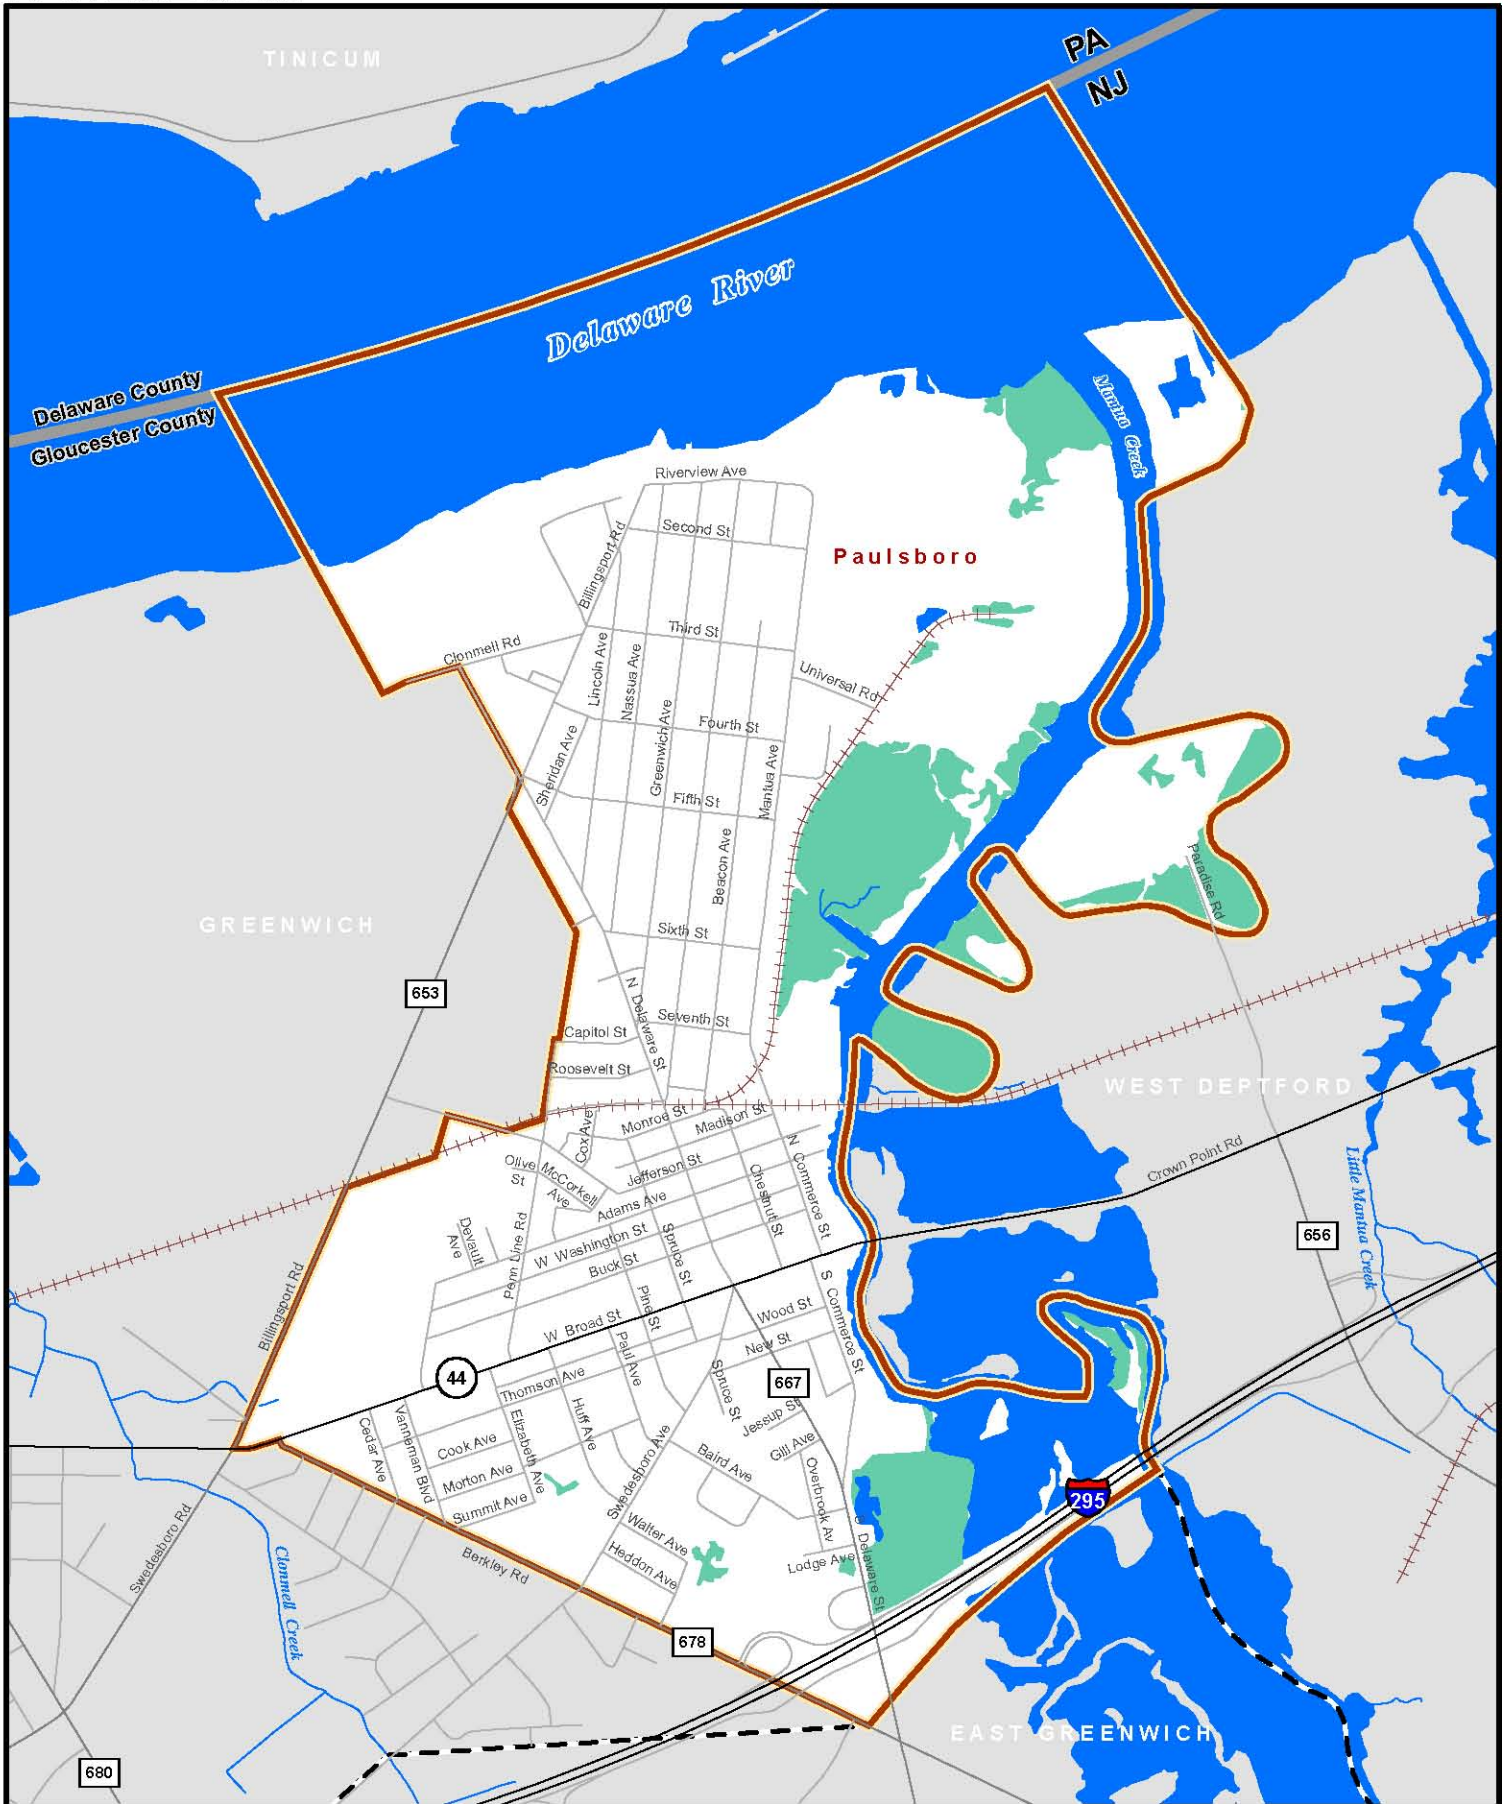 TINICUM
PA
NJ
Delaware River
Delaware County
Gloucester County
Mantua Creek
Riverview Ave
Second St
Billingsport Rd
Paulsboro
Third St
Clonmell Rd
Lincoln Ave
Nassua Ave
Universal Rd
Greenwich Ave
Fourth St
Sheridan Ave
Mantua Ave
Fifth St
Beacon Ave
Paradise Rd
GREENWICH
Sixth St
653
N Delaware St
Seventh St
Capitol St
Roosevelt St
WEST DEPTFORD
Monroe St
Madison St
Cox Ave
N Commerce St
Crown Point Rd
Olive
St
McCorkell
Ave
Jefferson St
Chestnut St
Little Mantua Creek
Adams Ave
Devault
Ave
Penn Line Rd
W Washington St
Spruce St
656
Buck St
Billingsport Rd
Pine St
S Commerce St
Wood St
W Broad St
New St
Paul Ave
44
Thomson Ave
Spruce St
667
Cedar Ave
Vanneman Blvd
Elizabeth Ave
Huff Ave
Jessup St
Cook Ave
Gill Ave
Baird Ave
Swedesboro Ave
Morton Ave
Overbrook Av
295
Summit Ave
Swedesboro Rd
Walter Ave
S Delaware St
Clonmell Creek
Berkley Rd
Heddon Ave
Lodge Ave
678
EAST GREENWICH
680